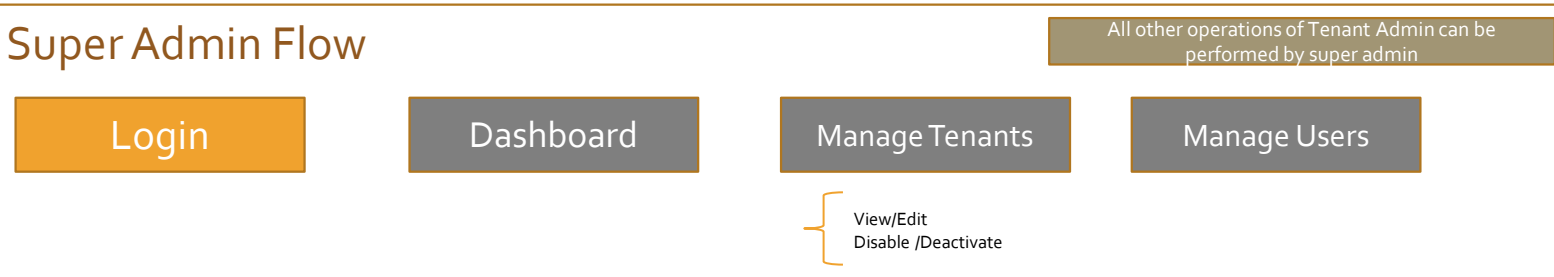 Super Admin Flow
All other operations of Tenant Admin can be
performed by super admin
Login
Dashboard
Manage Tenants
Manage Users
View/Edit
Disable /Deactivate